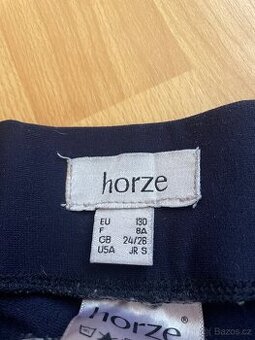 horze
EU 130
F 8A
GB 24/26
USA JR S
horze ®
Bazos.cz